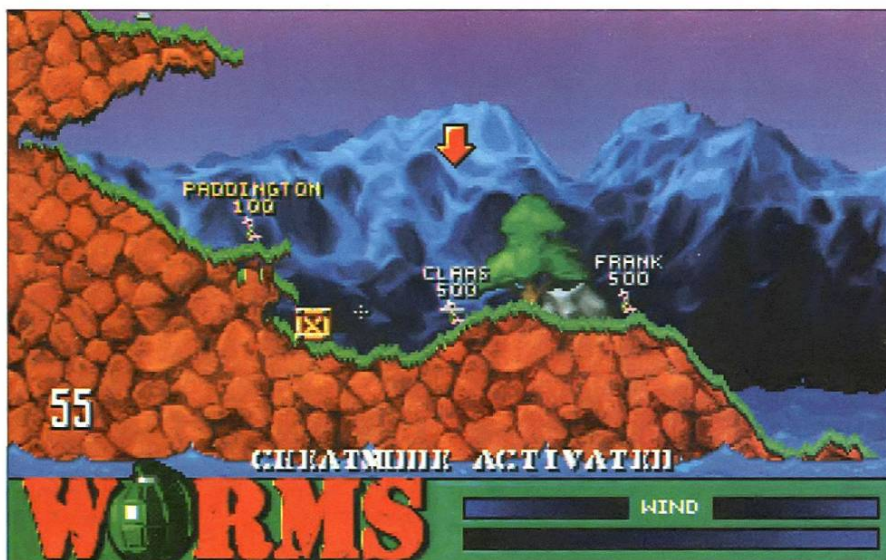 PADDINGTON
100
CLAAS
500
FRANK
500
55
CHEATMODE ACTIVATED
WORMS
WIND